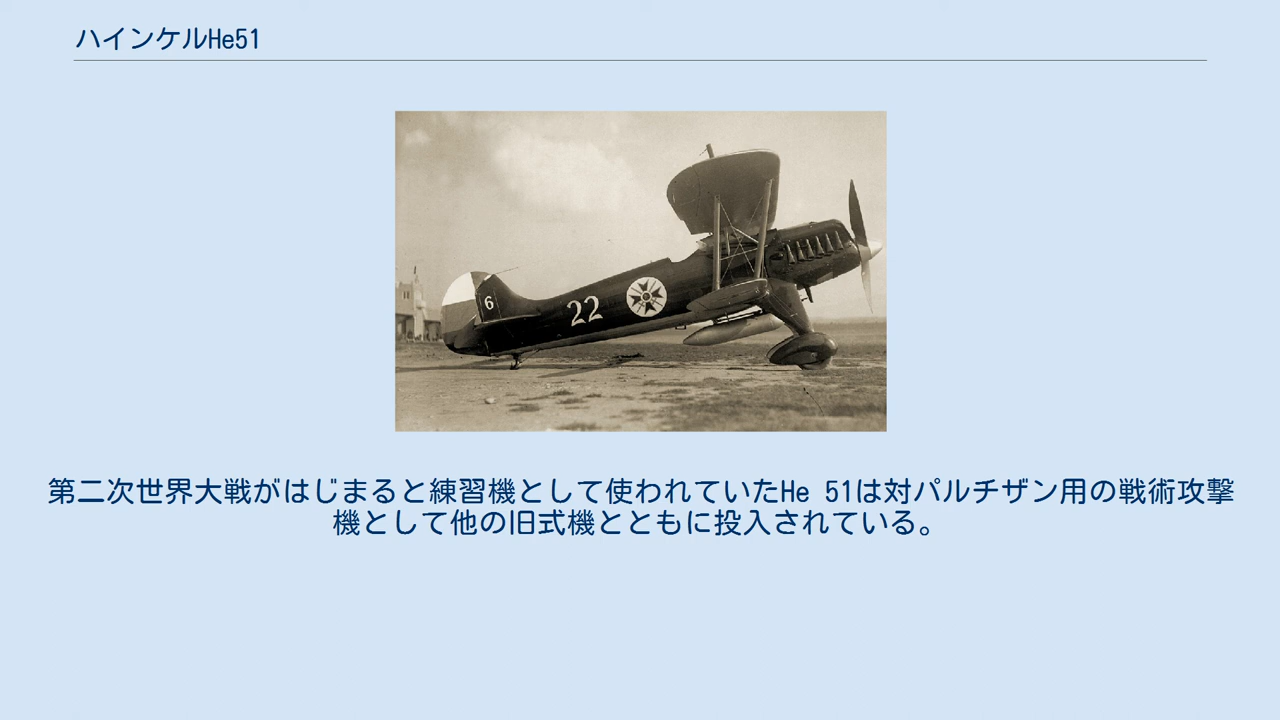 ハインケルHe51
6
22
第二次世界大戦がはじまると練習機として使われていたHe 51は対パルチザン用の戦術攻撃
機として他の旧式機とともに投入されている。